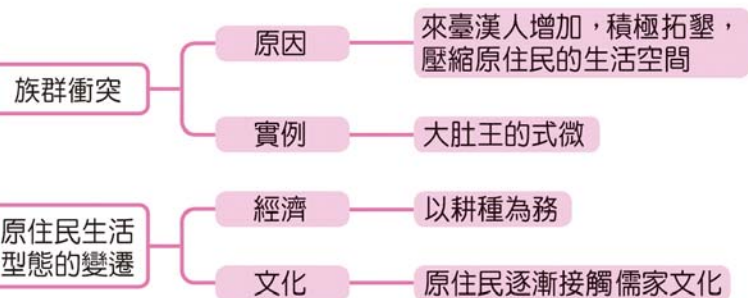 族群衝突
原因
來臺漢人增加，積極拓墾，
壓縮原住民的生活空間
實例
大肚王的式微
原住民生活
型態的變遷
經濟
以耕種為務
文化
原住民逐漸接觸儒家文化